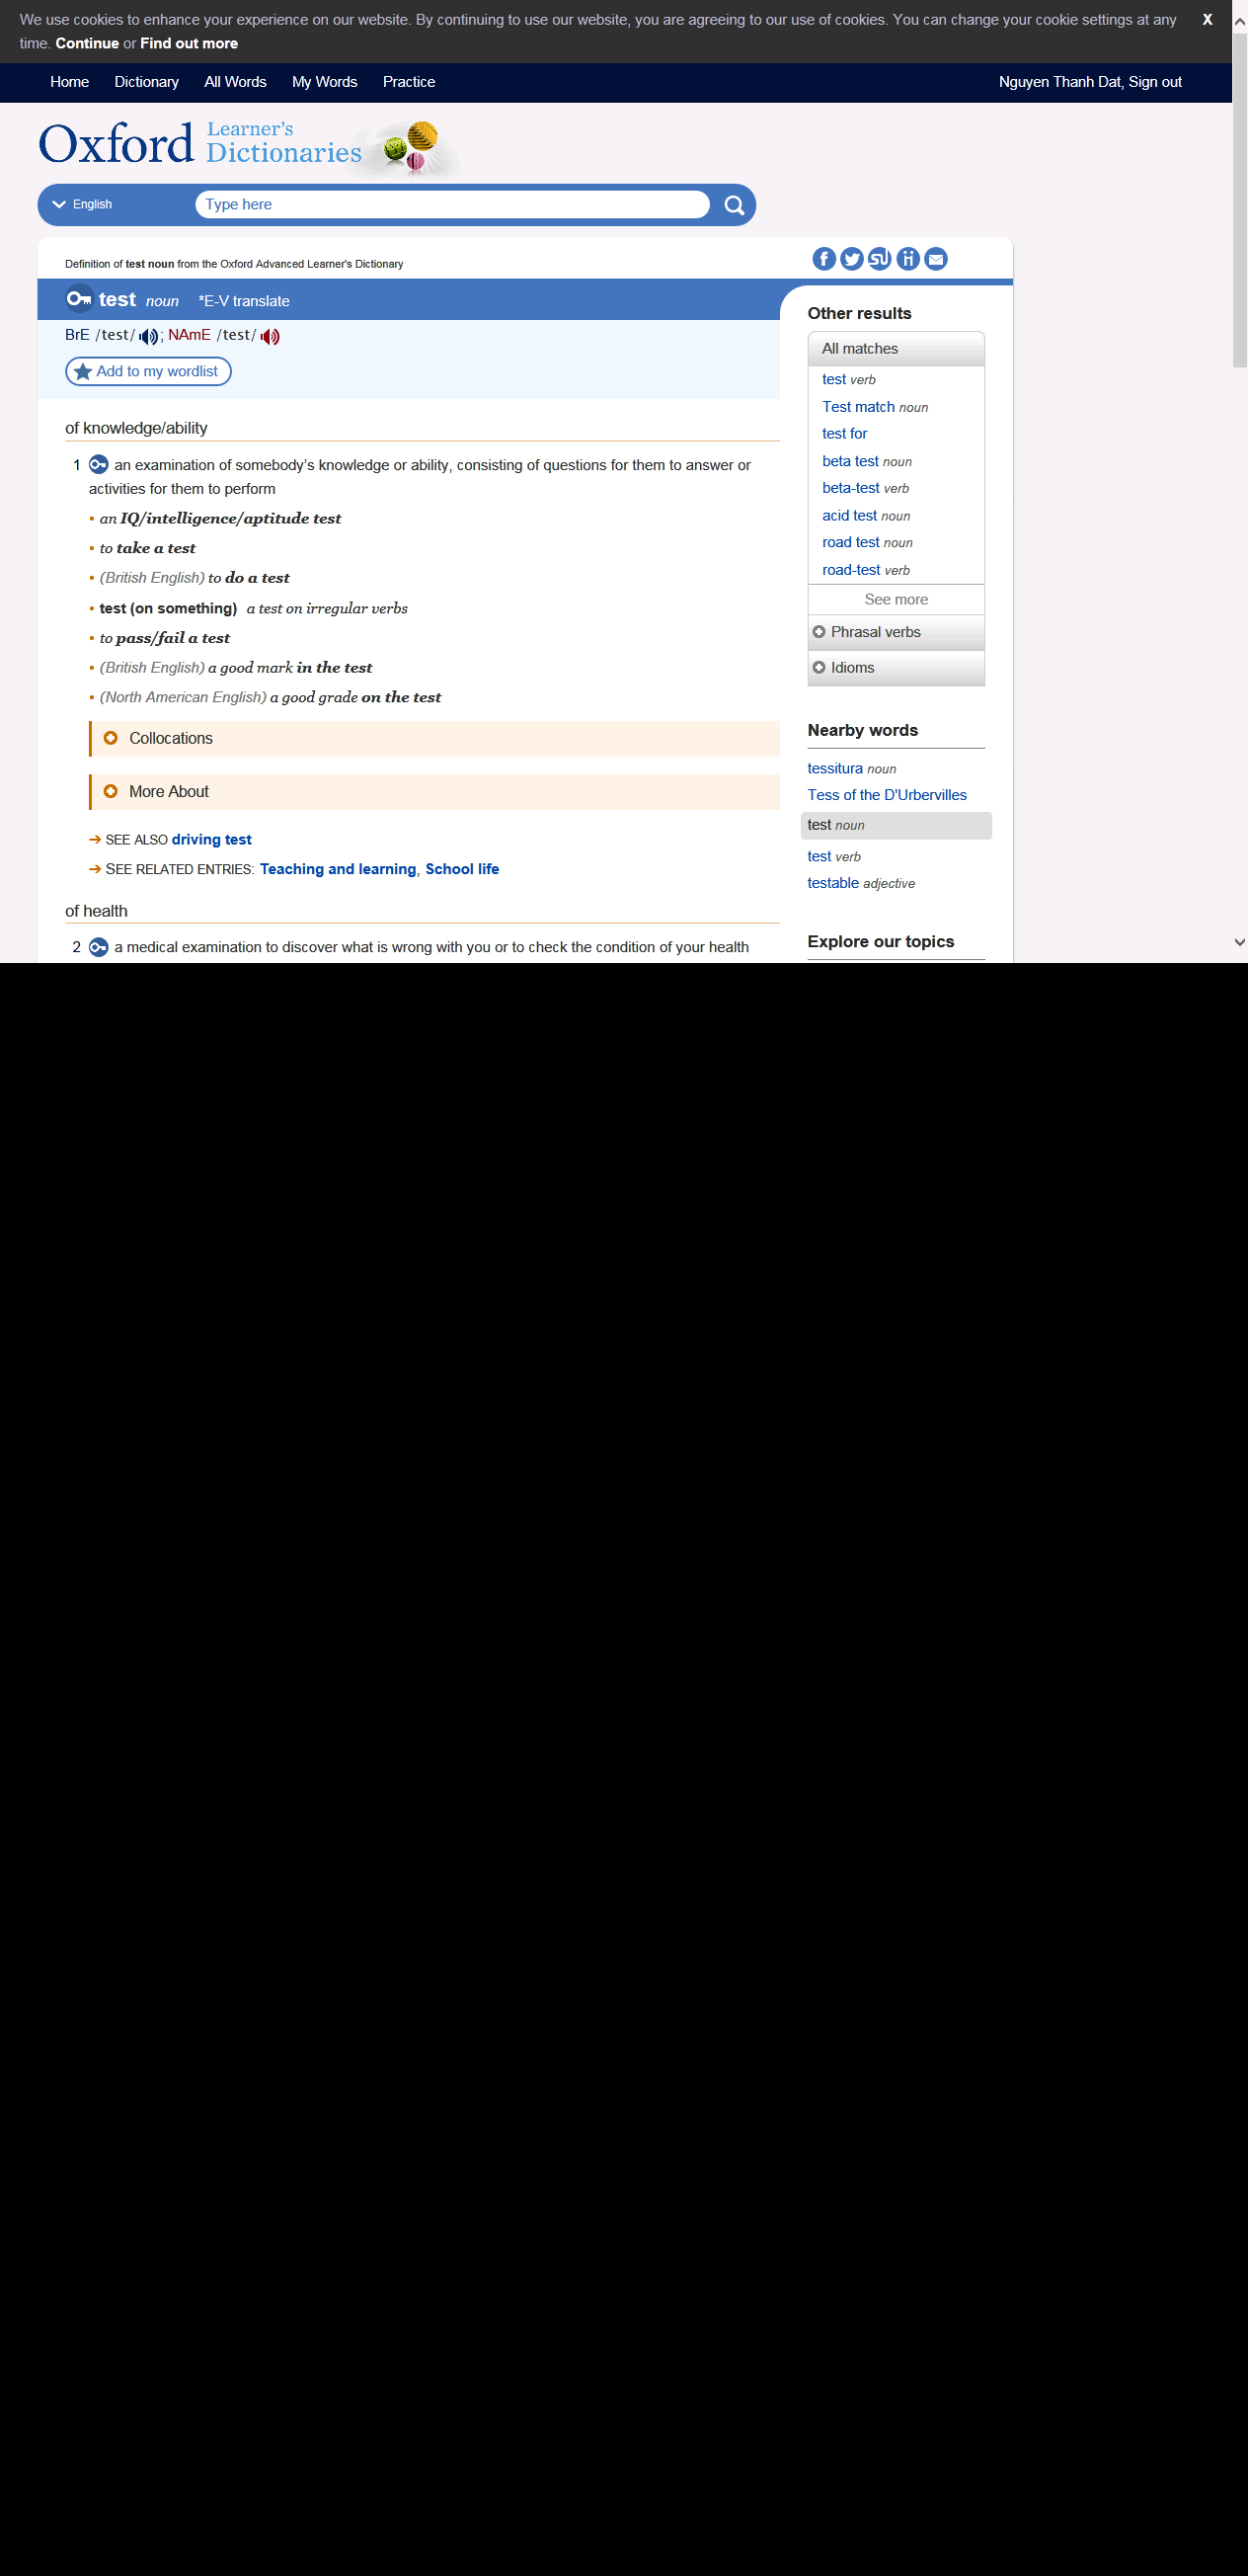 We use cookies to enhance your experience on our website. By continuing to use our website, you are agreeing to our use of cookies. You can change your cookie settings at any
time. Continue or Find out more
X
Home Dictionary All Words My Words Practice
Nguyen Thanh Dat, Sign out
Oxford Learner's Dictionaries
English
Type here
Definition of test noun from the Oxford Advanced Learner's Dictionary
test noun *E-V translate
BrE /test/ ; NAmE /test/
Add to my wordlist
of knowledge/ability
1 an examination of somebody's knowledge or ability, consisting of questions for them to answer or
activities for them to perform
• an IQ/intelligence/aptitude test
• to take a test
• (British English) to do a test
• test (on something) a test on irregular verbs
• to pass/fail a test
• (British English) a good mark in the test
• (North American English) a good grade on the test
Collocations
More About
➔ SEE ALSO driving test
➔ SEE RELATED ENTRIES: Teaching and learning, School life
of health
2 a medical examination to discover what is wrong with you or to check the condition of your health
Other results
All matches
test verb
Test match noun
test for
beta test noun
beta-test verb
acid test noun
road test noun
road-test verb
See more
Phrasal verbs
Idioms
Nearby words
tessitura noun
Tess of the D'Urbervilles
test noun
test verb
testable adjective
Explore our topics